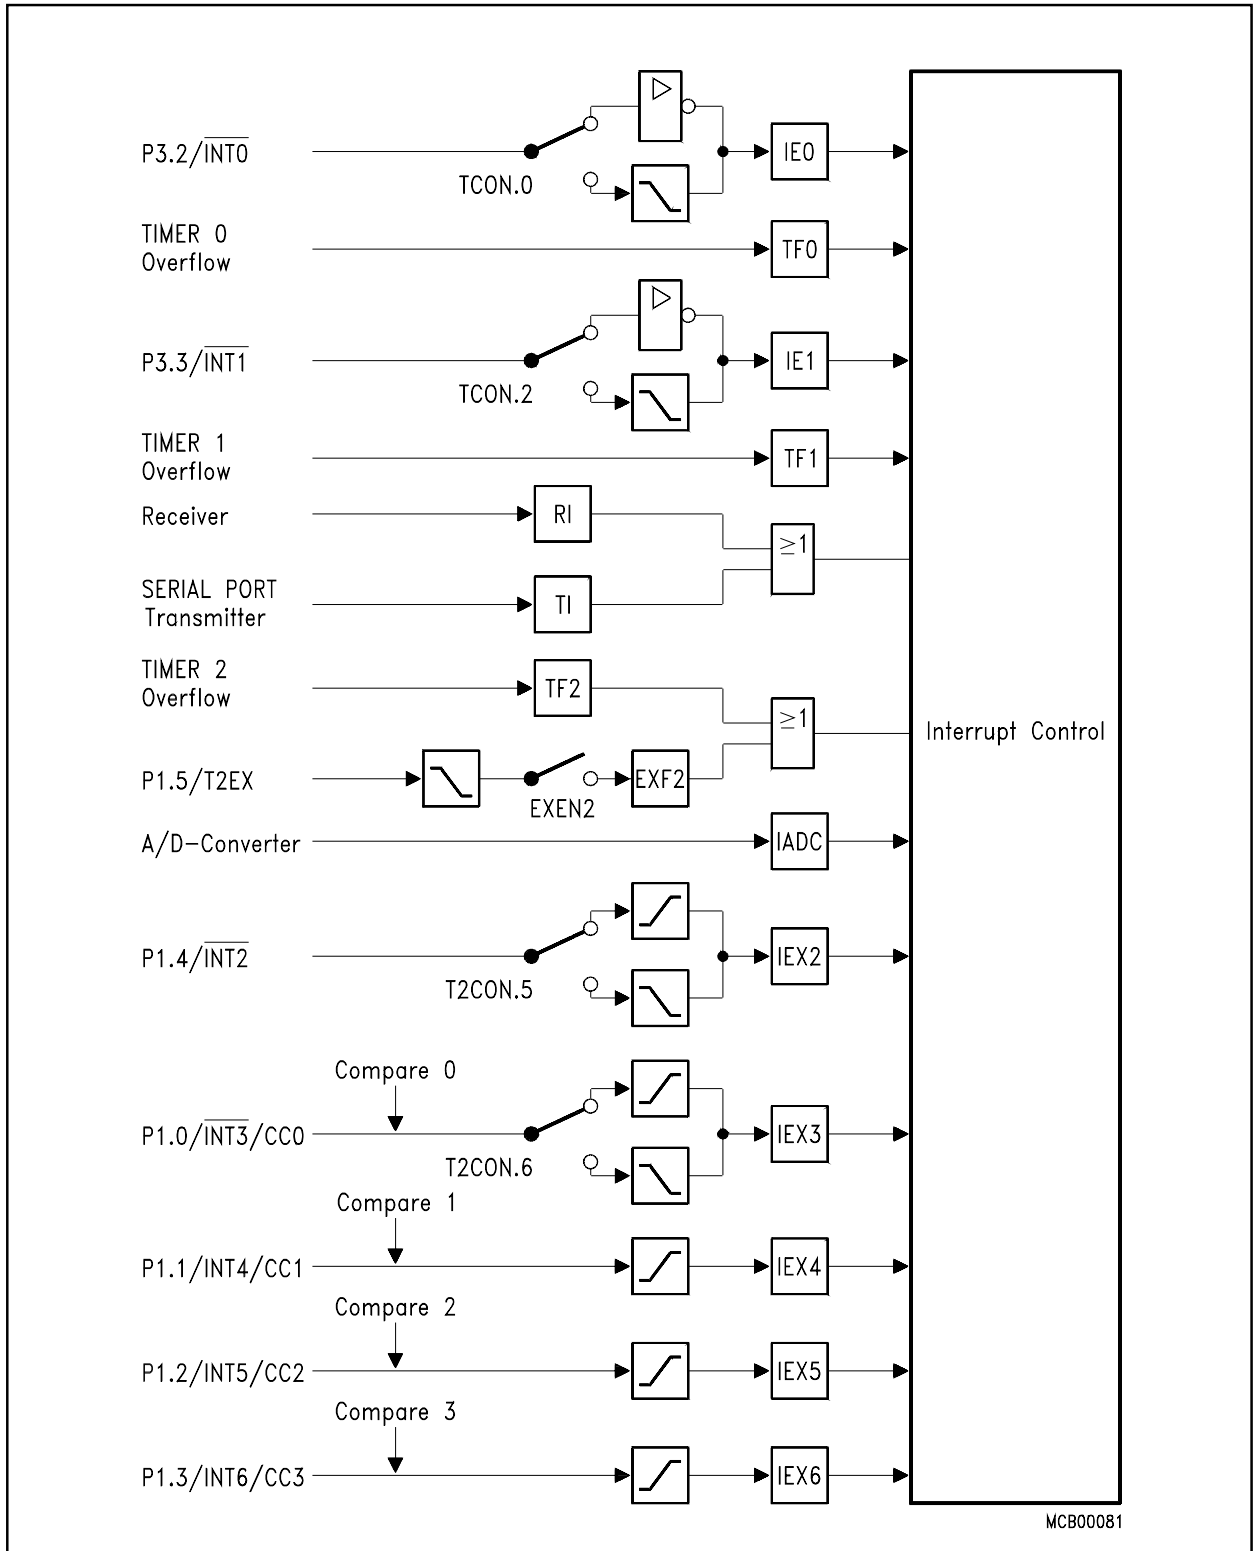 P3.2/INT0
TCON.0
IE0
TIMER 0
Overflow
TF0
P3.3/INT1
TCON.2
IE1
TIMER 1
Overflow
TF1
Receiver
RI
≥1
SERIAL PORT
Transmitter
TI
TIMER 2
Overflow
TF2
≥1
Interrupt Control
P1.5/T2EX
EXEN2
EXF2
A/D-Converter
IADC
P1.4/INT2
T2CON.5
IEX2
Compare 0
P1.0/INT3/CC0
T2CON.6
IEX3
Compare 1
P1.1/INT4/CC1
IEX4
Compare 2
P1.2/INT5/CC2
IEX5
Compare 3
P1.3/INT6/CC3
IEX6
MCB00081